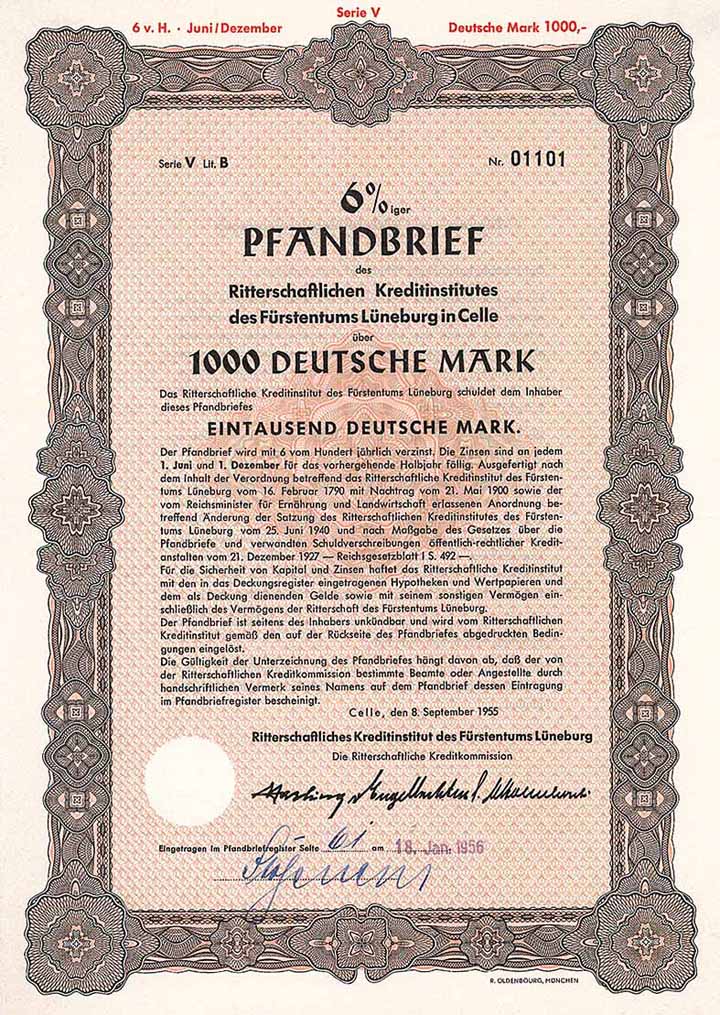 Serie V
6 v. H. · Juni/Dezember Deutsche Mark 1000,-
Serie V Lit. B Nr. 01101
6%iger
PFANDBRIEF
des
Ritterschaftlichen Kreditinstitutes
des Fürstentums Lüneburg in Celle
über
1000 DEUTSCHE MARK
Das Ritterschaftliche Kreditinstitut des Fürstentums Lüneburg schuldet dem Inhaber
dieses Pfandbriefes
EINTAUSEND DEUTSCHE MARK.
Der Pfandbrief wird mit 6 vom Hundert jährlich verzinst. Die Zinsen sind an jedem
1. Juni und 1. Dezember für das vorhergehende Halbjahr fällig. Ausgefertigt nach
dem Inhalt der Verordnung betreffend das Ritterschaftliche Kreditinstitut des Fürsten-
tums Lüneburg vom 16. Februar 1790 mit Nachtrag vom 21. Mai 1900 sowie der
vom Reichsminister für Ernährung und Landwirtschaft erlassenen Anordnung be-
treffend Änderung der Satzung des Ritterschaftlichen Kreditinstitutes des Fürsten-
tums Lüneburg vom 25. Juni 1940 und nach Maßgabe des Gesetzes über die
Pfandbriefe und verwandten Schuldverschreibungen öffentlich-rechtlicher Kredit-
anstalten vom 21. Dezember 1927 — Reichsgesetzblatt I S. 492 —.
Für die Sicherheit von Kapital und Zinsen haftet das Ritterschaftliche Kreditinstitut
mit den in das Deckungsregister eingetragenen Hypotheken und Wertpapieren und
dem als Deckung dienenden Gelde sowie mit seinem sonstigen Vermögen ein-
schließlich des Vermögens der Ritterschaft des Fürstentums Lüneburg.
Der Pfandbrief ist seitens des Inhabers unkündbar und wird vom Ritterschaftlichen
Kreditinstitut gemäß den auf der Rückseite des Pfandbriefes abgedruckten Bedin-
gungen eingelöst.
Die Gültigkeit der Unterzeichnung des Pfandbriefes hängt davon ab, daß der von
der Ritterschaftlichen Kreditkommission bestimmte Beamte oder Angestellte durch
handschriftlichen Vermerk seines Namens auf dem Pfandbrief dessen Eintragung
im Pfandbriefregister bescheinigt.
Celle, den 8. September 1955
Ritterschaftliches Kreditinstitut des Fürstentums Lüneburg
Die Ritterschaftliche Kreditkommission
Eingetragen im Pfandbriefregister Seite 61 am 18. Jan. 1956
R. OLDENBOURG, MÜNCHEN